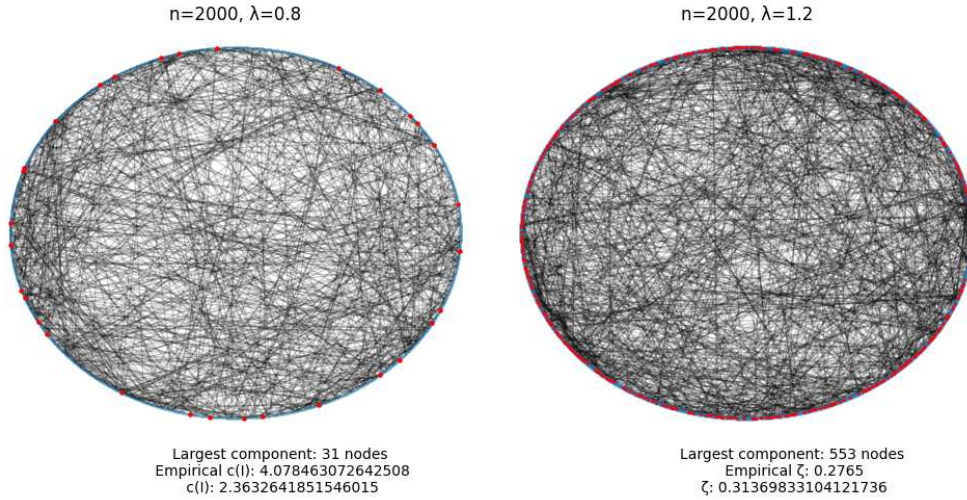 n=2000, λ=0.8
Largest component: 31 nodes
Empirical c(I): 4.078463072642508
c(I): 2.3632641851546015
n=2000, λ=1.2
Largest component: 553 nodes
Empirical ζ: 0.2765
ζ: 0.31369833104121736